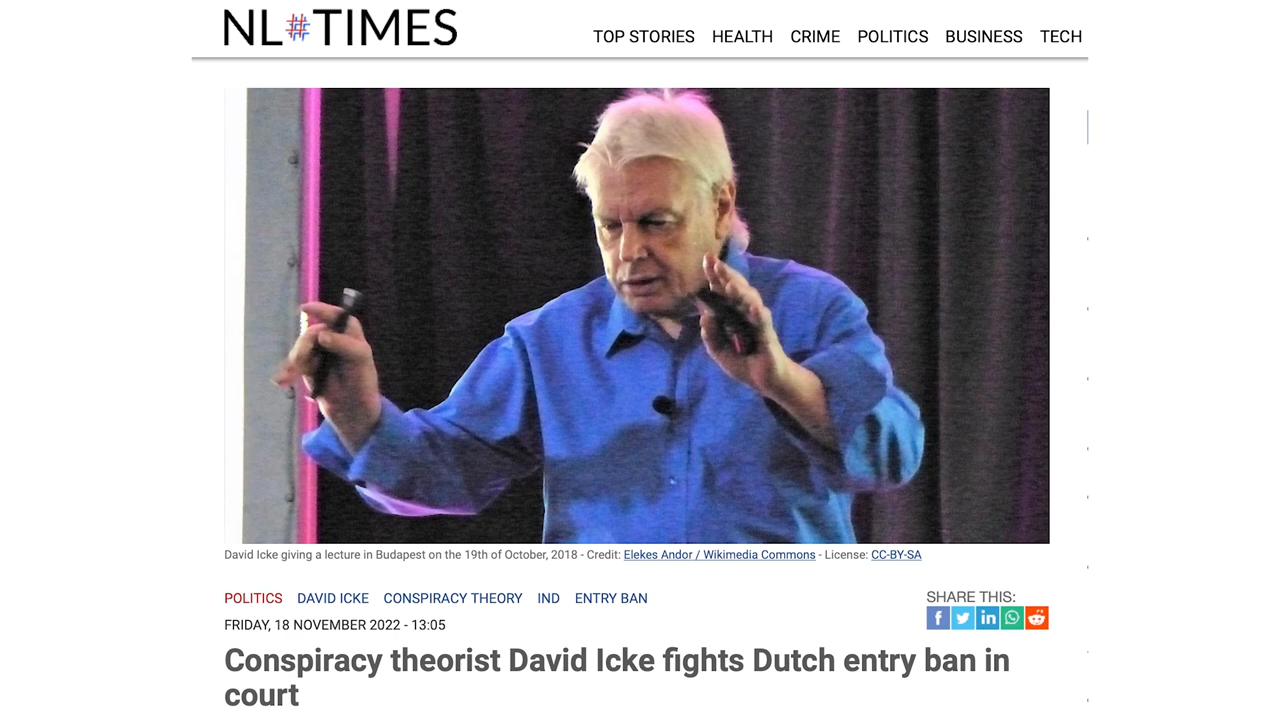 NL#TIMES
TOP STORIES HEALTH CRIME POLITICS BUSINESS TECH
David Icke giving a lecture in Budapest on the 19th of October, 2018 - Credit: Elekes Andor / Wikimedia Commons - License: CC-BY-SA
POLITICS DAVID ICKE CONSPIRACY THEORY IND ENTRY BAN
SHARE THIS:
FRIDAY, 18 NOVEMBER 2022 - 13:05
Conspiracy theorist David Icke fights Dutch entry ban in
court